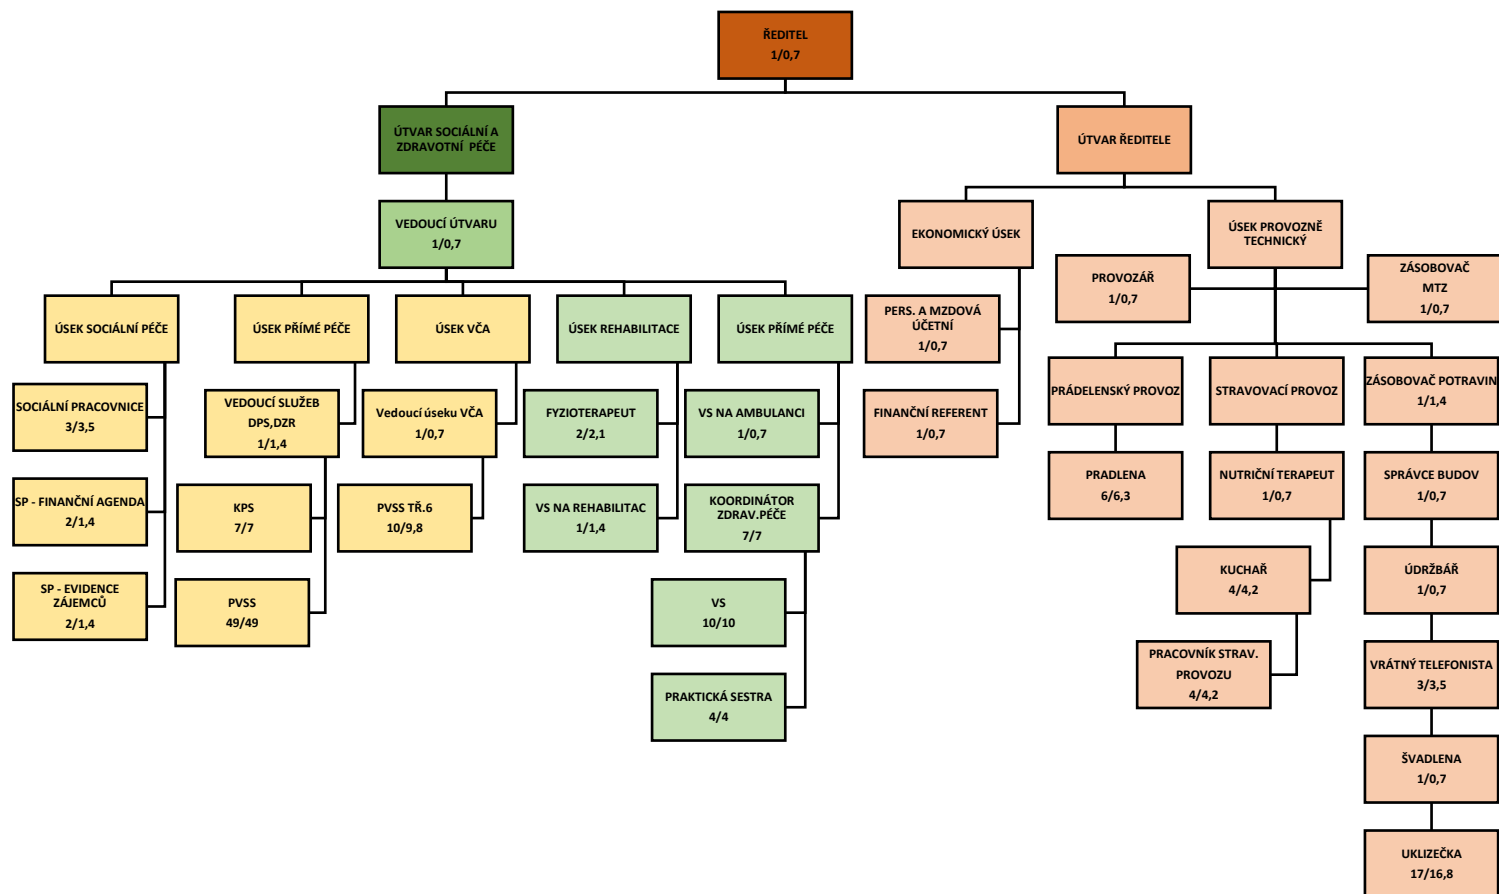 ŘEDITEL
1/0,7
ÚTVAR SOCIÁLNÍ A
ZDRAVOTNÍ PÉČE
ÚTVAR ŘEDITELE
VEDOUCÍ ÚTVARU
1/0,7
EKONOMICKÝ ÚSEK
ÚSEK PROVOZNĚ
TECHNICKÝ
PROVOZÁŘ
1/0,7
ZÁSOBOVAČ
MTZ
1/0,7
ÚSEK SOCIÁLNÍ PÉČE
ÚSEK PŘÍMÉ PÉČE
ÚSEK VČA
ÚSEK REHABILITACE
ÚSEK PŘÍMÉ PÉČE
PERS. A MZDOVÁ
ÚČETNÍ
1/0,7
SOCIÁLNÍ PRACOVNICE
3/3,5
VEDOUCÍ SLUŽEB
DPS,DZR
1/1,4
Vedoucí úseku VČA
1/0,7
FYZIOTERAPEUT
2/2,1
VS NA AMBULANCI
1/0,7
FINANČNÍ REFERENT
1/0,7
PRÁDELENSKÝ PROVOZ
STRAVOVACÍ PROVOZ
ZÁSOBOVAČ POTRAVIN
1/1,4
SP - FINANČNÍ AGENDA
2/1,4
KPS
7/7
PVSS TŘ.6
10/9,8
VS NA REHABILITAC
1/1,4
KOORDINÁTOR
ZDRAV.PÉČE
7/7
PRADLENA
6/6,3
NUTRIČNÍ TERAPEUT
1/0,7
SPRÁVCE BUDOV
1/0,7
SP - EVIDENCE
ZÁJEMCŮ
2/1,4
PVSS
49/49
VS
10/10
KUCHAŘ
4/4,2
ÚDRŽBÁŘ
1/0,7
PRAKTICKÁ SESTRA
4/4
PRACOVNÍK STRAV.
PROVOZU
4/4,2
VRÁTNÝ TELEFONISTA
3/3,5
ŠVADLENA
1/0,7
UKLIZEČKA
17/16,8